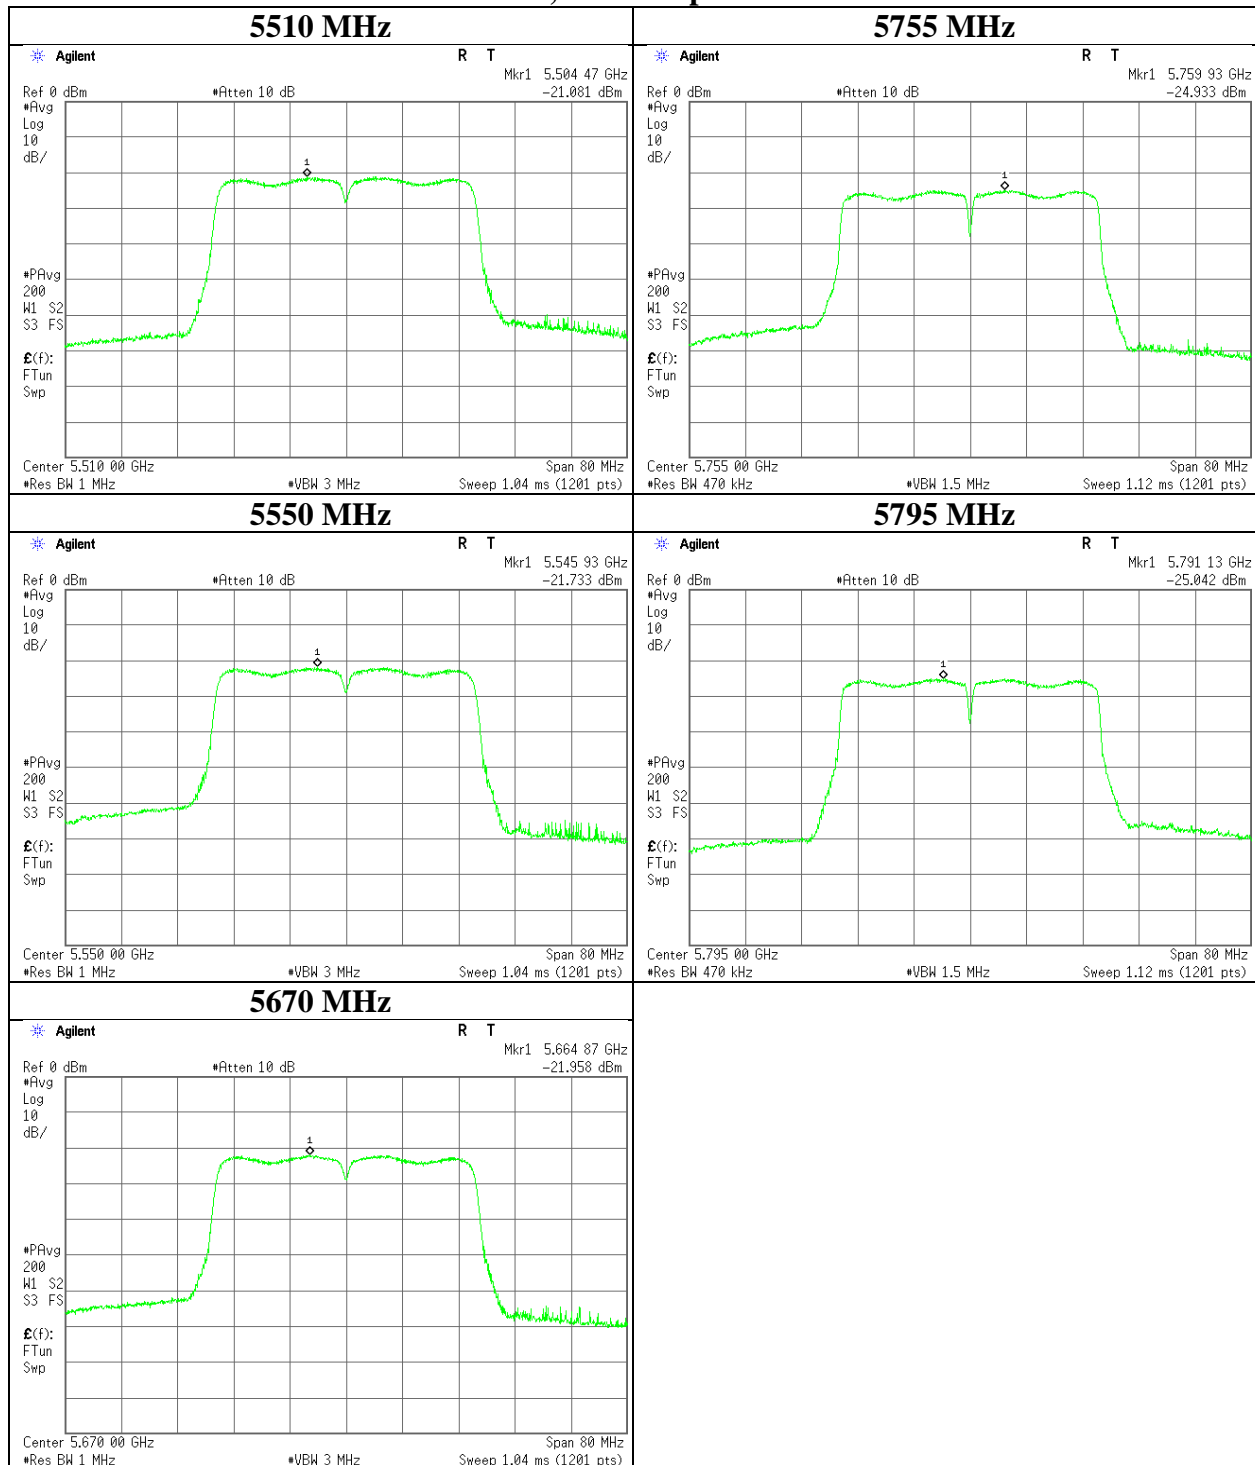 5510 MHz
Agilent R T
Mkr1 5.504 47 GHz
Ref 0 dBm #Atten 10 dB -21.081 dBm
#Avg
Log
10
dB/
1
#PAvg
200
W1 S2
S3 FS
£(f):
FTun
Swp
Center 5.510 00 GHz Span 80 MHz
#Res BW 1 MHz #VBW 3 MHz Sweep 1.04 ms (1201 pts)
5755 MHz
Agilent R T
Mkr1 5.759 93 GHz
Ref 0 dBm #Atten 10 dB -24.933 dBm
#Avg
Log
10
dB/
1
#PAvg
200
W1 S2
S3 FS
£(f):
FTun
Swp
Center 5.755 00 GHz Span 80 MHz
#Res BW 470 kHz #VBW 1.5 MHz Sweep 1.12 ms (1201 pts)
5550 MHz
Agilent R T
Mkr1 5.545 93 GHz
Ref 0 dBm #Atten 10 dB -21.733 dBm
#Avg
Log
10
dB/
1
#PAvg
200
W1 S2
S3 FS
£(f):
FTun
Swp
Center 5.550 00 GHz Span 80 MHz
#Res BW 1 MHz #VBW 3 MHz Sweep 1.04 ms (1201 pts)
5795 MHz
Agilent R T
Mkr1 5.791 13 GHz
Ref 0 dBm #Atten 10 dB -25.042 dBm
#Avg
Log
10
dB/
1
#PAvg
200
W1 S2
S3 FS
£(f):
FTun
Swp
Center 5.795 00 GHz Span 80 MHz
#Res BW 470 kHz #VBW 1.5 MHz Sweep 1.12 ms (1201 pts)
5670 MHz
Agilent R T
Mkr1 5.664 87 GHz
Ref 0 dBm #Atten 10 dB -21.958 dBm
#Avg
Log
10
dB/
1
#PAvg
200
W1 S2
S3 FS
£(f):
FTun
Swp
Center 5.670 00 GHz Span 80 MHz
#Res BW 1 MHz #VBW 3 MHz Sweep 1.04 ms (1201 pts)